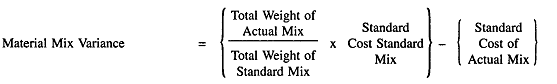 Total Weight of
Actual Mix
Total Weight of
Standard Mix
x
Standard
Cost Standard
Mix
Standard
Cost of
Actual Mix
Material Mix Variance = { x } – { }